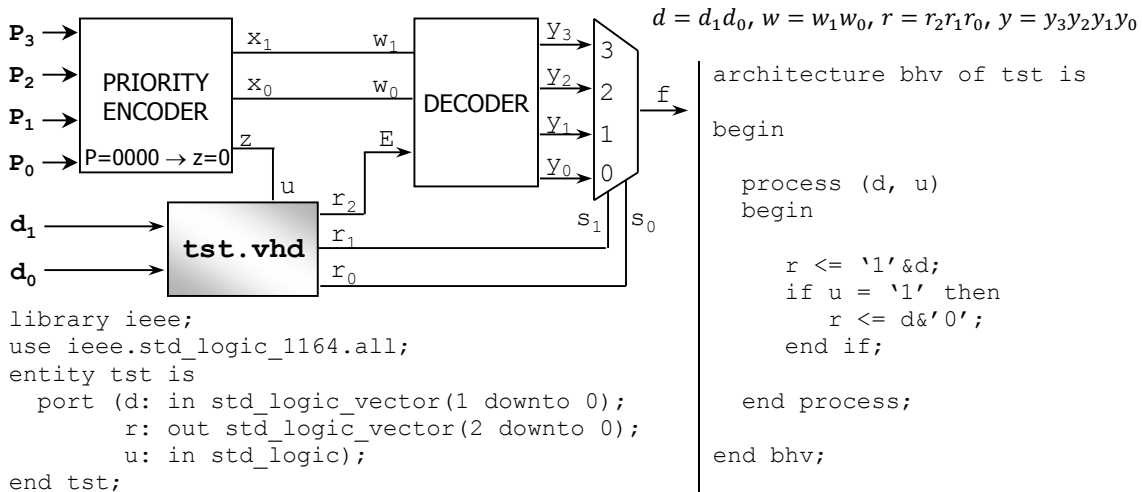 d = d₁d₀, w = w₁w₀, r = r₂r₁r₀, y = y₃y₂y₁y₀
P₃
P₂
P₁
P₀
PRIORITY
ENCODER
P=0000 → z=0
x₁
x₀
z
w₁
w₀
E
DECODER
y₃
y₂
y₁
y₀
3
2
1
0
f
s₁
s₀
u
d₁
d₀
tst.vhd
r₂
r₁
r₀
library ieee;
use ieee.std_logic_1164.all;
entity tst is
port (d: in std_logic_vector(1 downto 0);
r: out std_logic_vector(2 downto 0);
u: in std_logic);
end tst;
architecture bhv of tst is
begin
process (d, u)
begin
r <= ‘1’&d;
if u = ‘1’ then
r <= d&’0’;
end if;
end process;
end bhv;